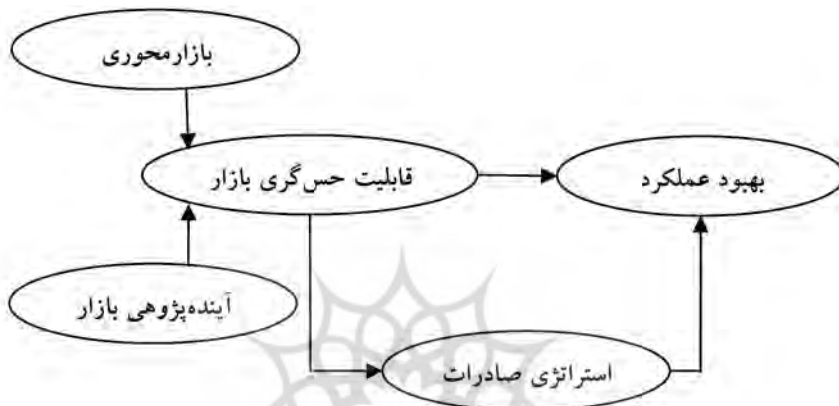 بازارمحوری
قابلیت حس‌گری بازار
بهبود عملکرد
آینده‌پژوهی بازار
استراتژی صادرات